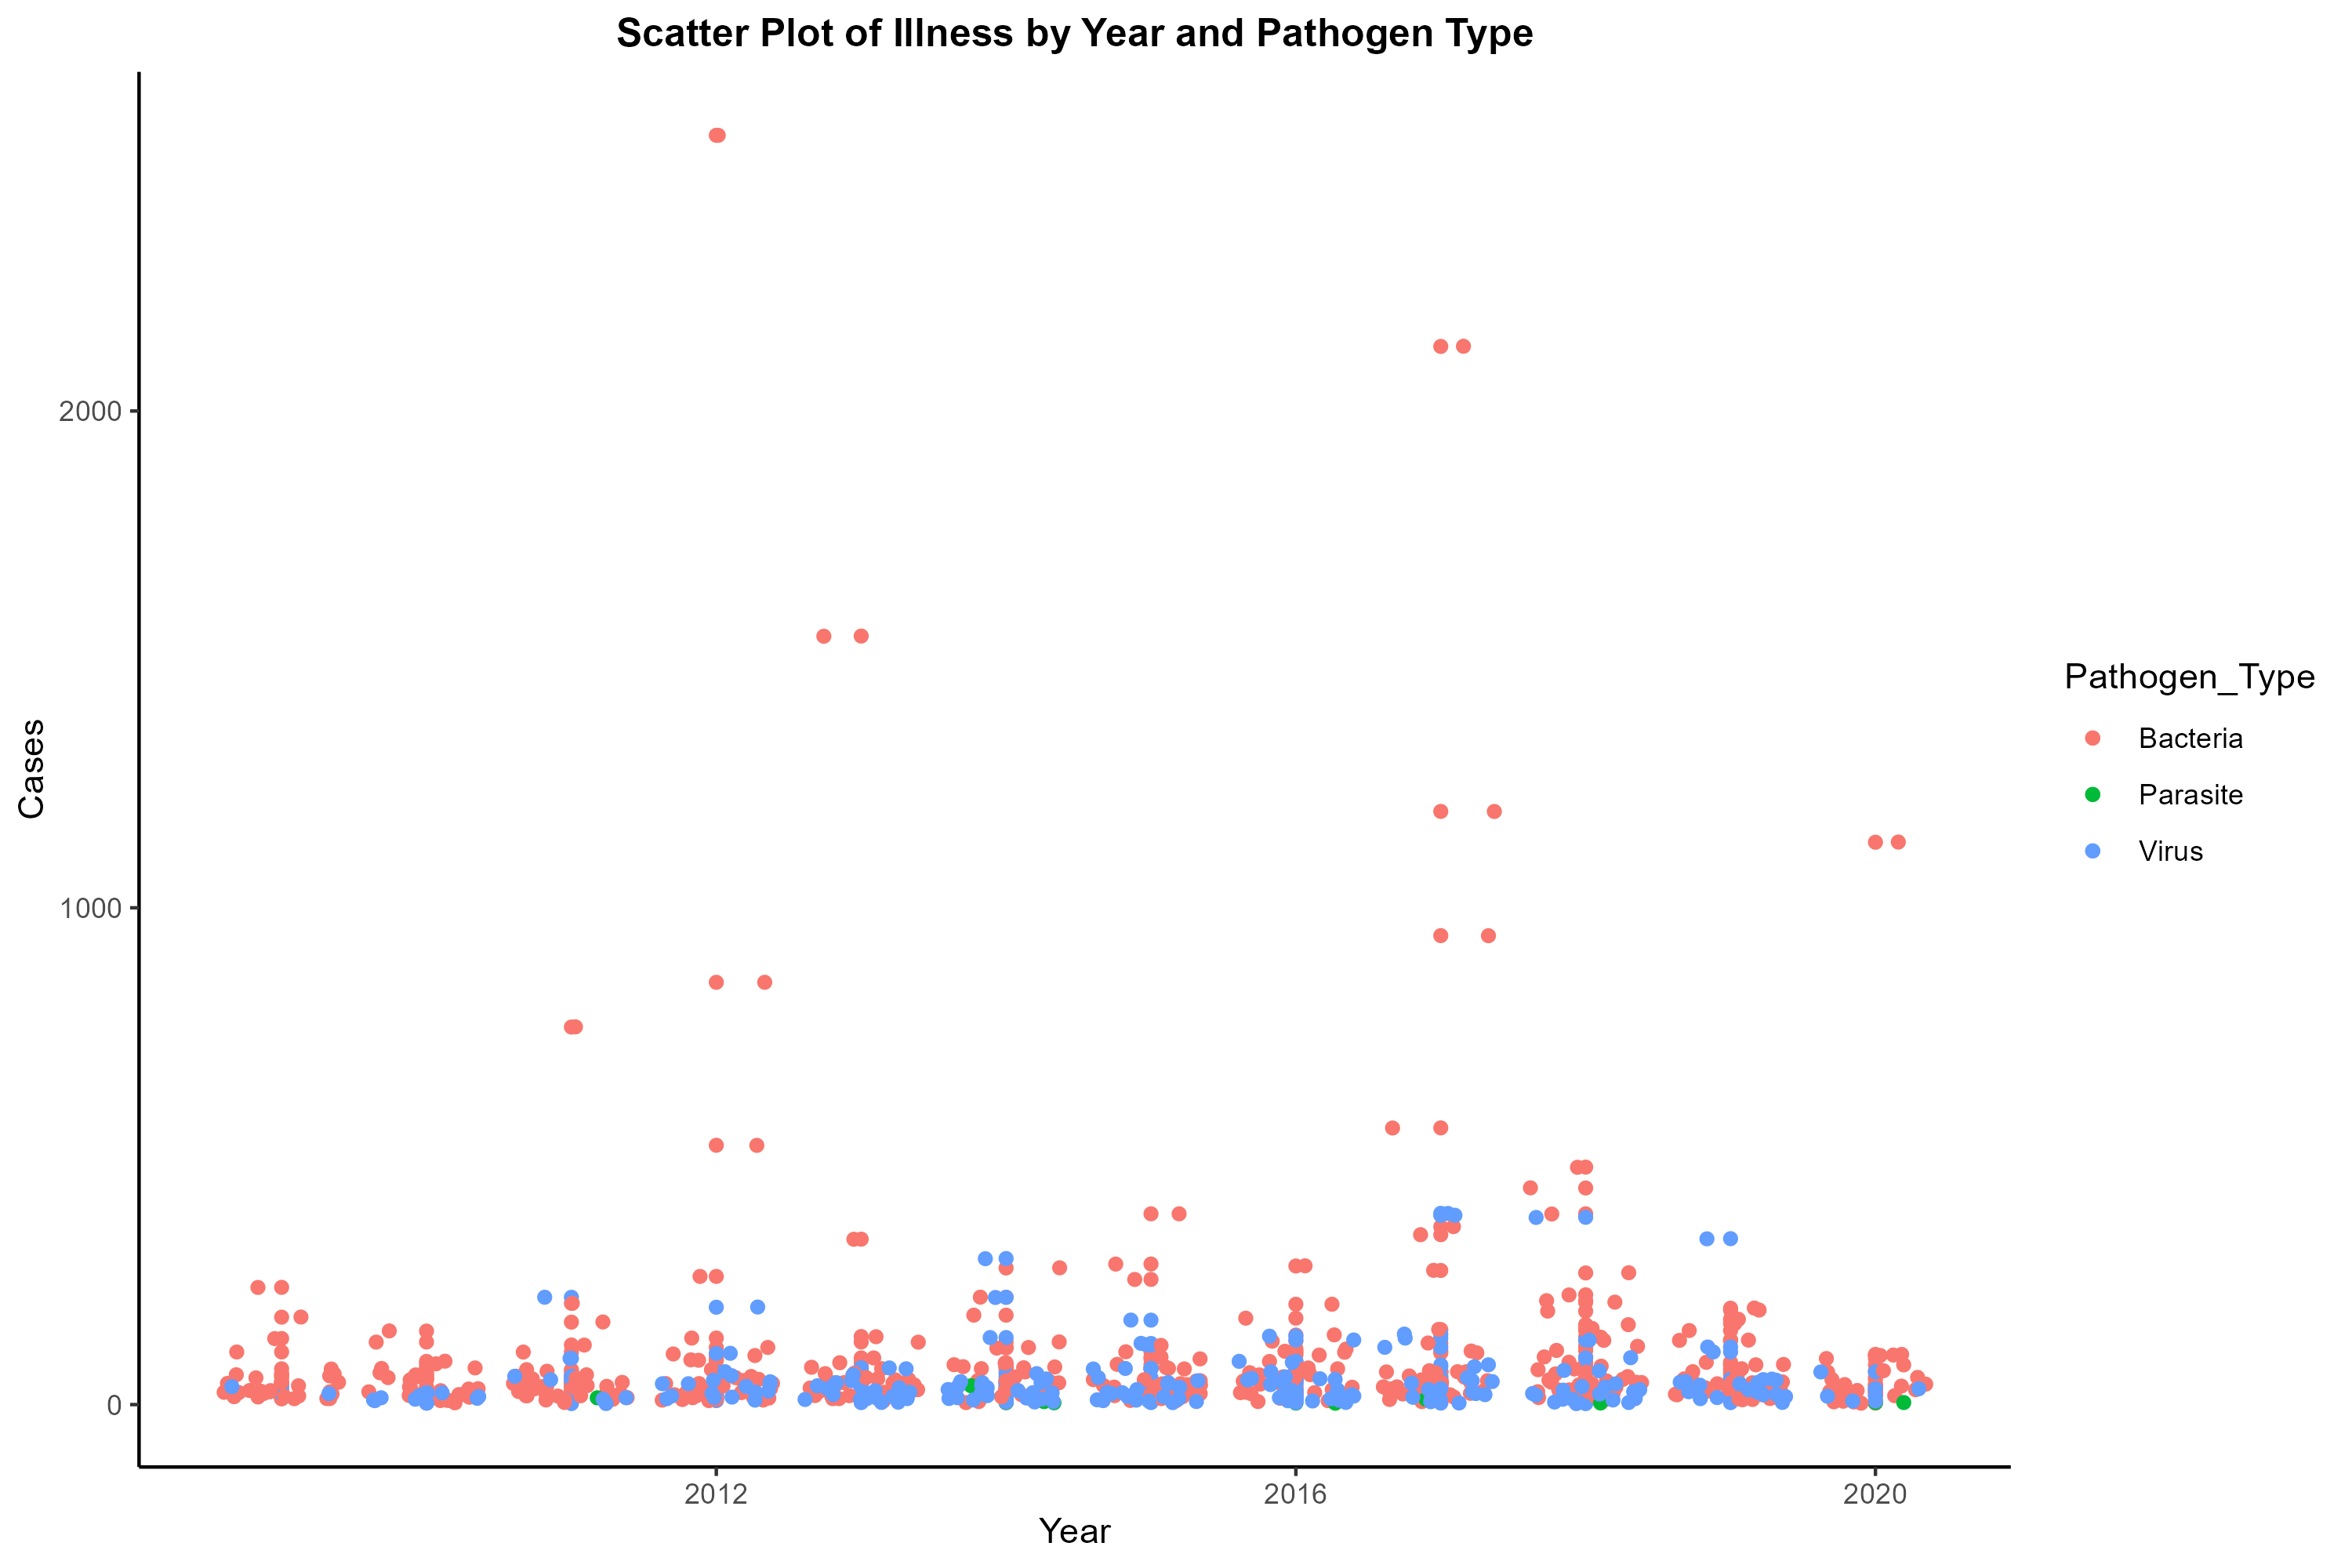 Scatter Plot of Illness by Year and Pathogen Type
Cases
2000
1000
0
2012
2016
2020
Year
Pathogen_Type
Bacteria
Parasite
Virus